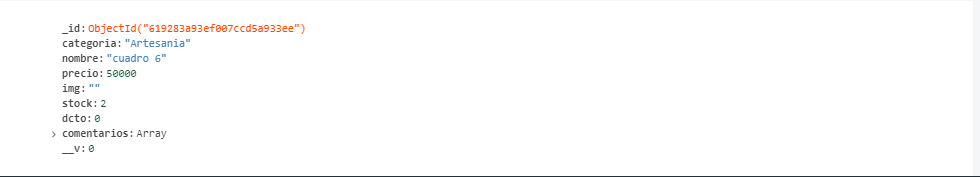 _id: ObjectId("619283a93ef007ccd5a933ee")
categoria: "Artesania"
nombre: "cuadro 6"
precio: 50000
img: ""
stock: 2
dcto: 0
> comentarios: Array
__v: 0